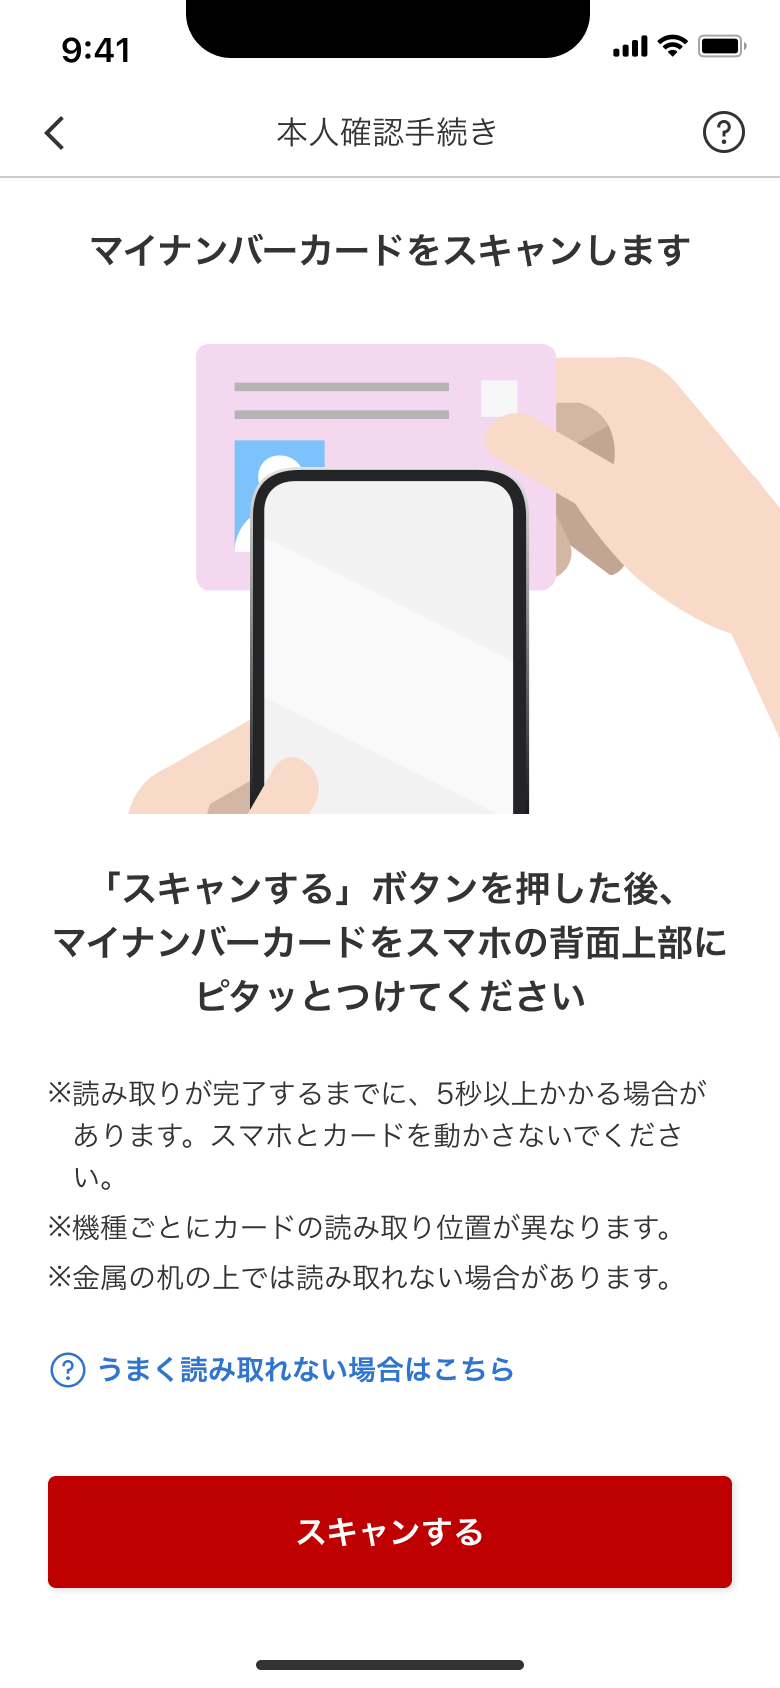 9:41
本人確認手続き
マイナンバーカードをスキャンします
「スキャンする」ボタンを押した後、
マイナンバーカードをスマホの背面上部に
ピタッとつけてください
※読み取りが完了するまでに、5秒以上かかる場合が
あります。スマホとカードを動かさないでくださ
い。
※機種ごとにカードの読み取り位置が異なります。
※金属の机の上では読み取れない場合があります。
? うまく読み取れない場合はこちら
スキャンする